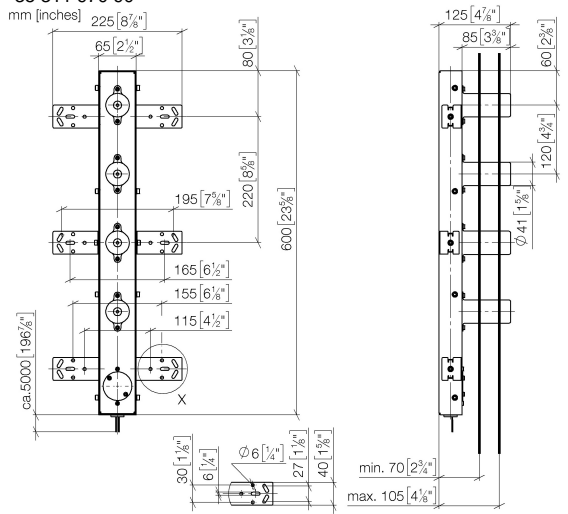 mm [inches]
225 [8⅞"]
65 [2½"]
80 [3⅛"]
220 [8⅝"]
600 [23⅝"]
195 [7⅝"]
165 [6½"]
155 [6⅛"]
115 [4½"]
ca.5000 [196⅞"]
X
125 [4⅞"]
85 [3⅜"]
60 [2⅜"]
120 [4¾"]
Ø 41 [1⅝"]
min. 70 [2¾"]
max. 105 [4⅛"]
30 [1⅛"]
6 [¼"]
Ø 6 [¼"]
27 [1⅛"]
40 [1⅝"]